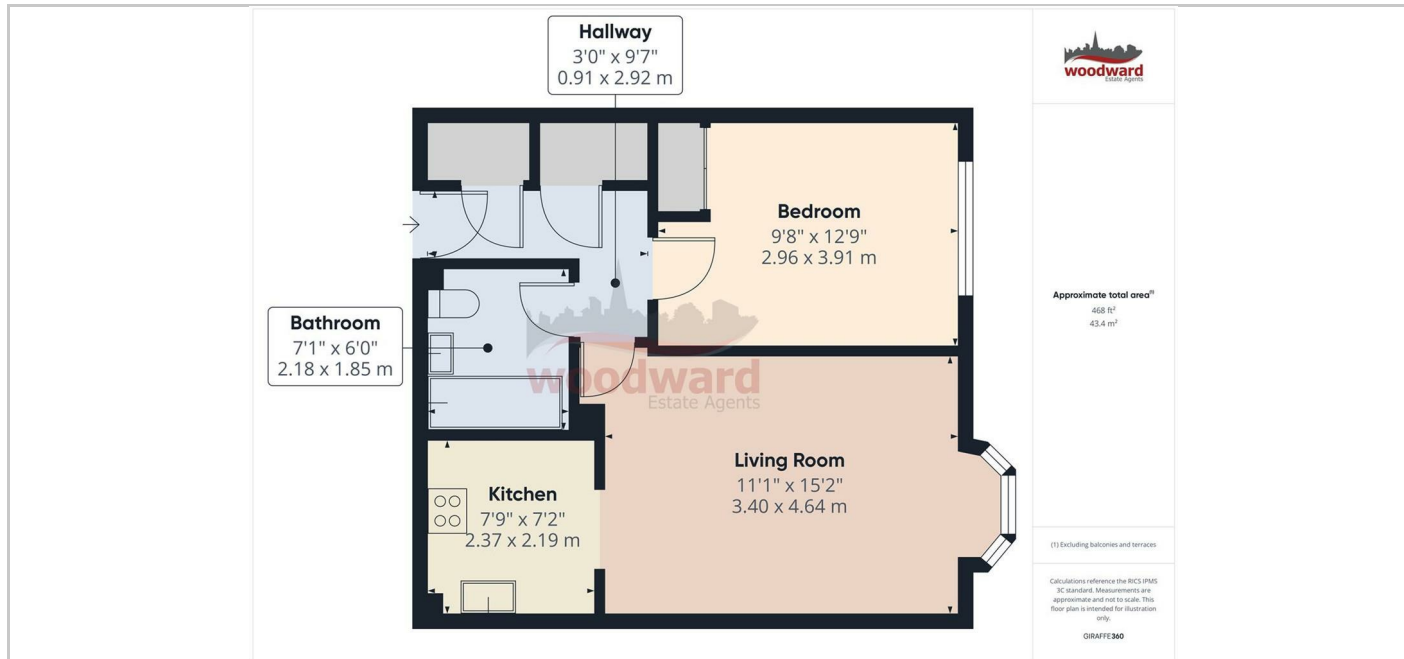 Hallway
3'0" x 9'7"
0.91 x 2.92 m
Bedroom
9'8" x 12'9"
2.96 x 3.91 m
Bathroom
7'1" x 6'0"
2.18 x 1.85 m
woodward
Estate Agents
Living Room
11'1" x 15'2"
3.40 x 4.64 m
Kitchen
7'9" x 7'2"
2.37 x 2.19 m
woodward
Estate Agents
Approximate total area⁽¹⁾
468 ft²
43.4 m²
(1) Excluding balconies and terraces
Calculations reference the RICS IPMS
3C standard. Measurements are
approximate and not to scale. This
floor plan is intended for illustration
only.
GIRAFFE360